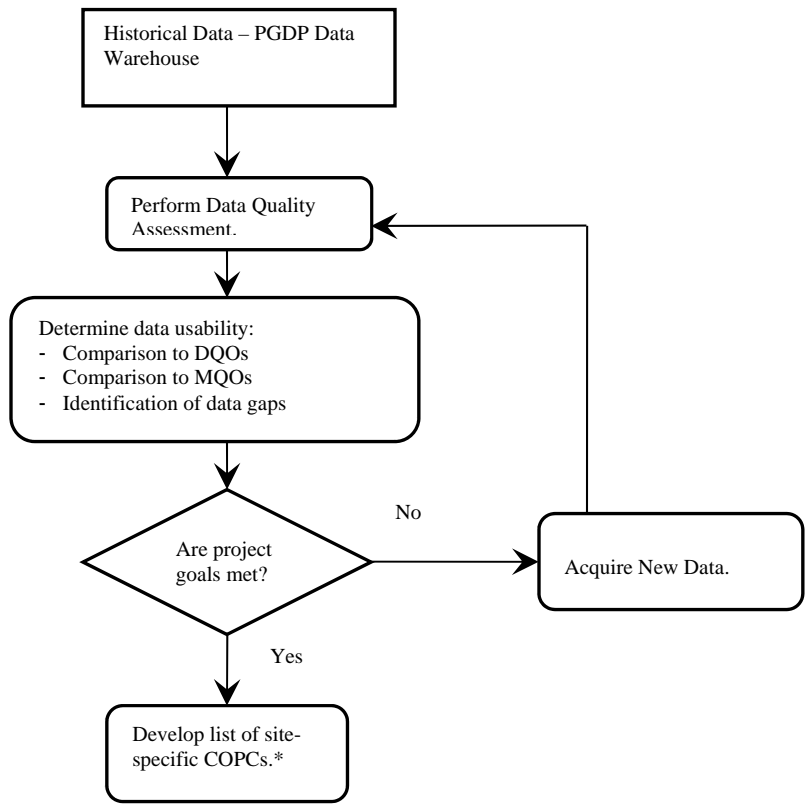 Historical Data – PGDP Data
Warehouse
Perform Data Quality
Assessment.
Determine data usability:
- Comparison to DQOs
- Comparison to MQOs
- Identification of data gaps
Are project
goals met?
No
Acquire New Data.
Yes
Develop list of site-
specific COPCs.*